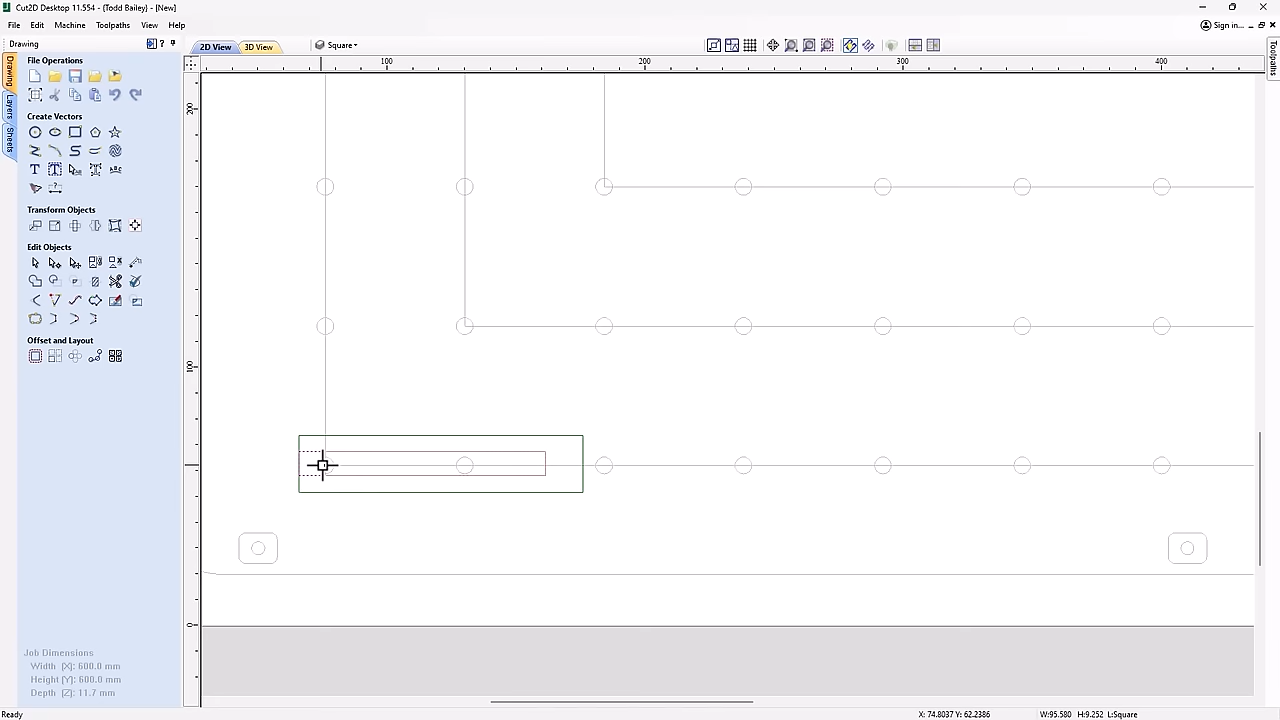 Cut2D Desktop 11.554 - {Todd Bailey} - [New]
File Edit Machine Toolpaths View Help
Sign in...
Drawing
2D View
3D View
Square
Toolpaths
Drawing
Layers
Sheets
File Operations
Create Vectors
Transform Objects
Edit Objects
Offset and Layout
100
200
300
400
200
100
0
Job Dimensions
Width (X): 600.0 mm
Height (Y): 600.0 mm
Depth (Z): 11.7 mm
Ready
X: 74.8037 Y: 62.2386
W:95.580 H:9.252 L:Square